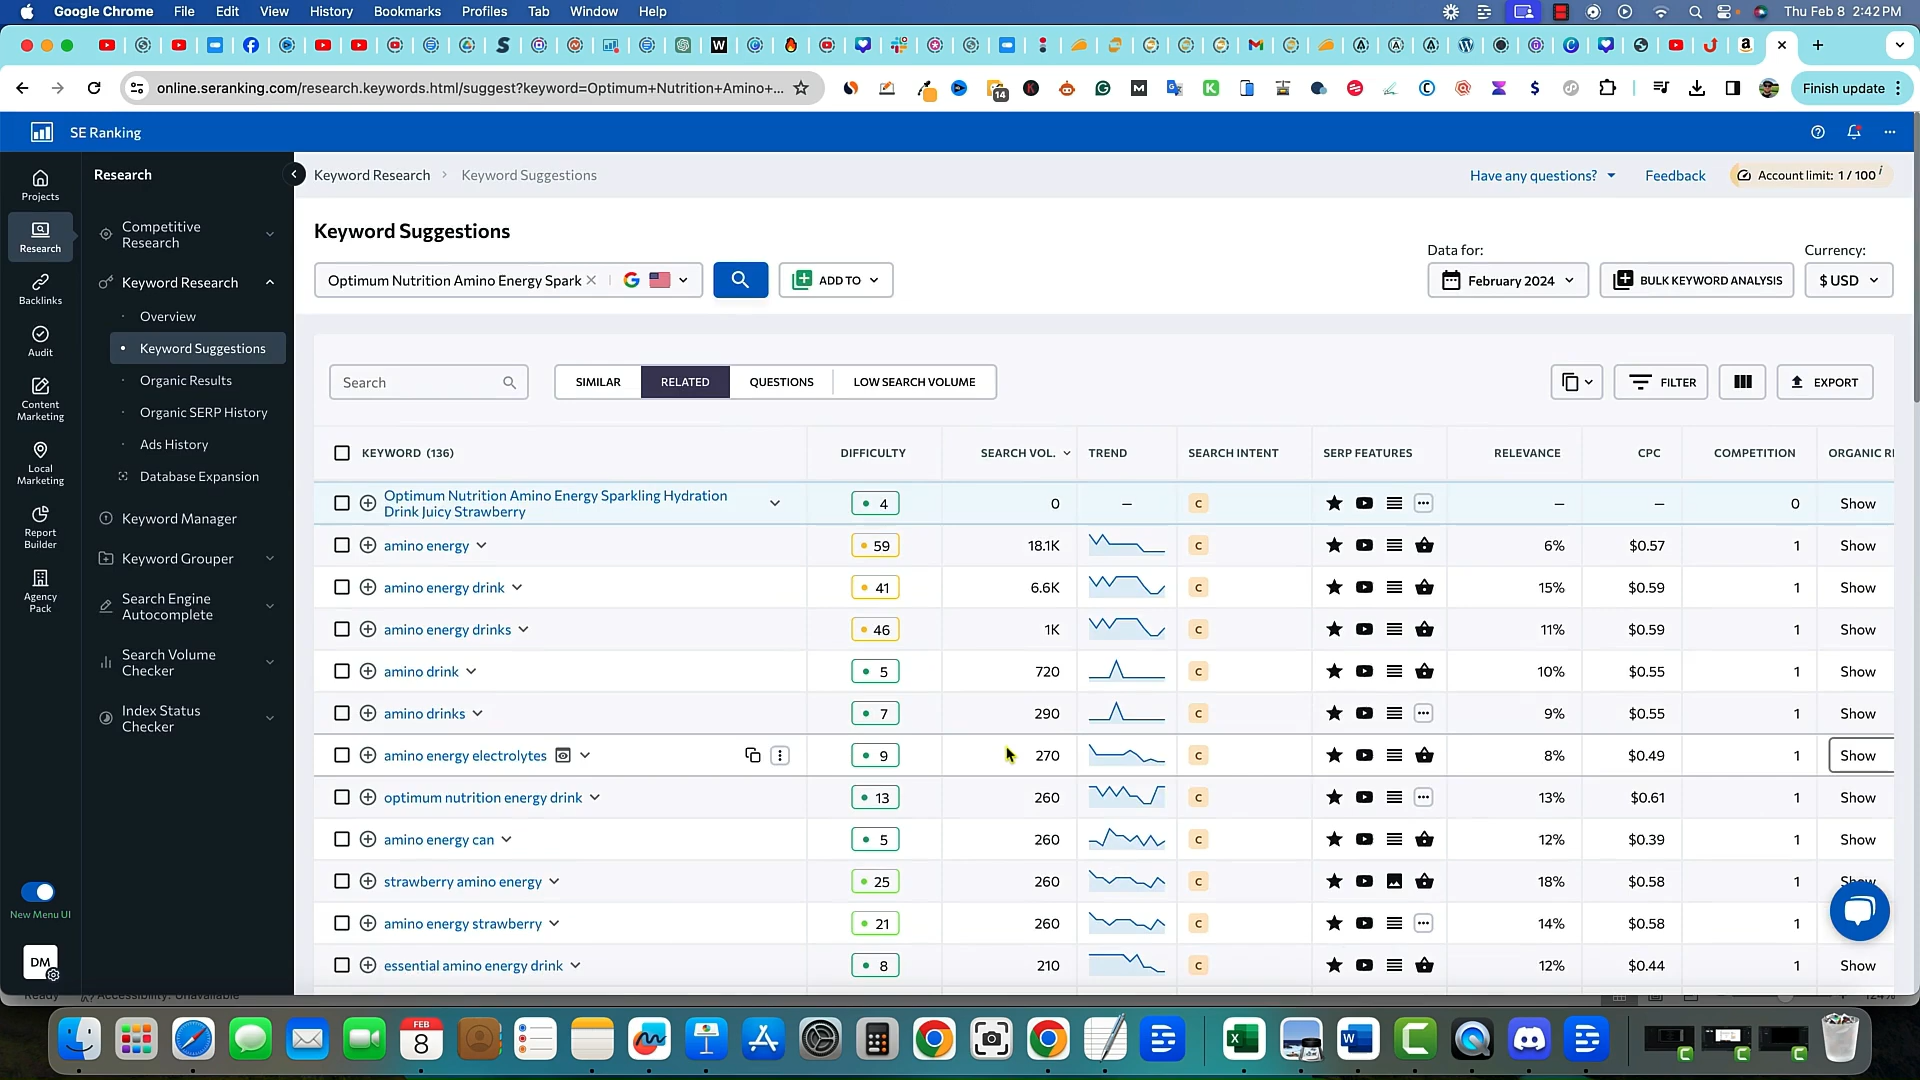 Google Chrome File Edit View History Bookmarks Profiles Tab Window Help Thu Feb 8 2:42 PM
online.seranking.com/research.keywords.html/suggest?keyword=Optimum+Nutrition+Amino+... 14 Finish update
SE Ranking
Research
Keyword Research Keyword Suggestions Have any questions? Feedback Account limit: 1 / 100 i
Projects
Research
Backlinks
Audit
Content Marketing
Local Marketing
Report Builder
Agency Pack
New Menu UI
DM
Competitive Research
Keyword Research
Overview
Keyword Suggestions
Organic Results
Organic SERP History
Ads History
Database Expansion
Keyword Manager
Keyword Grouper
Search Engine Autocomplete
Search Volume Checker
Index Status Checker
Keyword Suggestions
Data for: Currency:
Optimum Nutrition Amino Energy Spark ADD TO February 2024 BULK KEYWORD ANALYSIS $ USD
Search SIMILAR RELATED QUESTIONS LOW SEARCH VOLUME FILTER EXPORT
KEYWORD (136) DIFFICULTY SEARCH VOL. TREND SEARCH INTENT SERP FEATURES RELEVANCE CPC COMPETITION ORGANIC RE
Optimum Nutrition Amino Energy Sparkling Hydration
Drink Juicy Strawberry 4 0 – C – – 0 Show
amino energy 59 18.1K C 6% $0.57 1 Show
amino energy drink 41 6.6K C 15% $0.59 1 Show
amino energy drinks 46 1K C 11% $0.59 1 Show
amino drink 5 720 C 10% $0.55 1 Show
amino drinks 7 290 C 9% $0.55 1 Show
amino energy electrolytes 9 270 C 8% $0.49 1 Show
optimum nutrition energy drink 13 260 C 13% $0.61 1 Show
amino energy can 5 260 C 12% $0.39 1 Show
strawberry amino energy 25 260 C 18% $0.58 1 Show
amino energy strawberry 21 260 C 14% $0.58 1 Show
essential amino energy drink 8 210 C 12% $0.44 1 Show
Ready Accessibility: Unavailable 124%
FEB
8